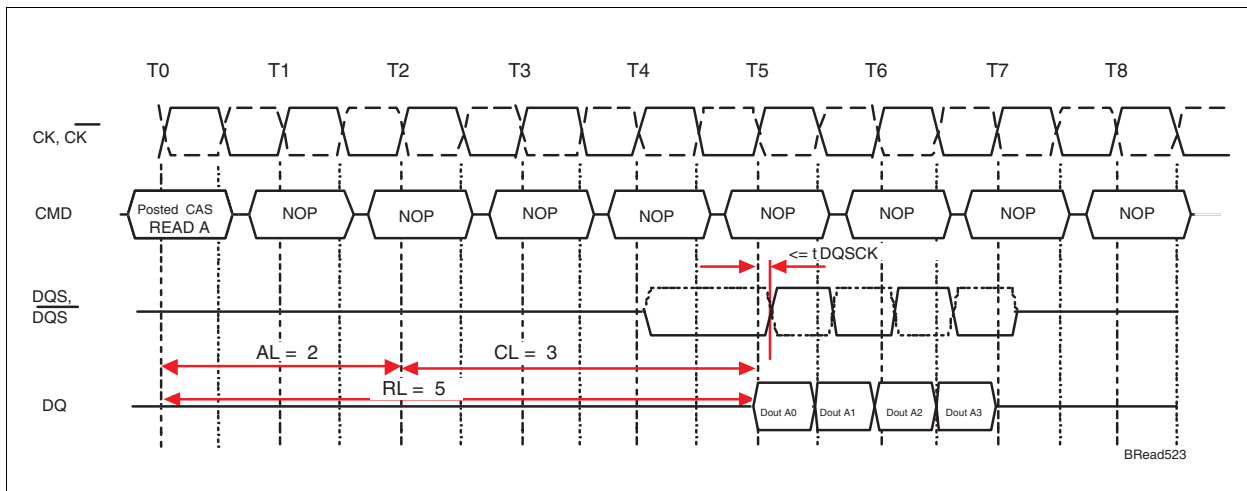 T0 T1 T2 T3 T4 T5 T6 T7 T8
CK, CK
CMD
Posted CAS
READ A
NOP NOP NOP NOP NOP NOP NOP NOP
<= tDQSCK
DQS,
DQS
AL = 2
CL = 3
RL = 5
DQ
Dout A0 Dout A1 Dout A2 Dout A3
BRead523